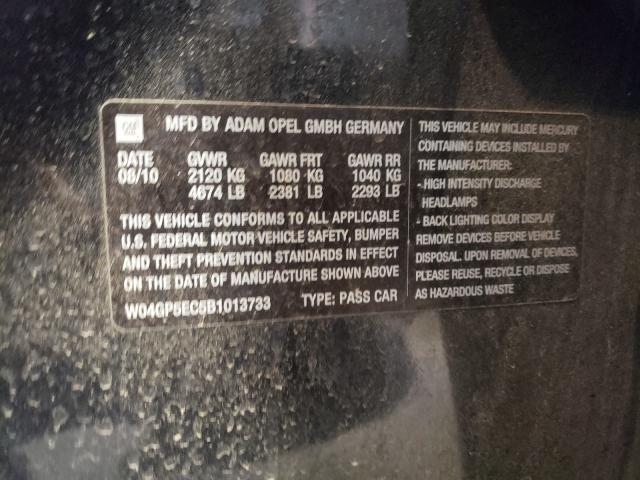 GM
MFD BY ADAM OPEL GMBH GERMANY
DATE GVWR GAWR FRT GAWR RR
08/10 2120 KG 1080 KG 1040 KG
4674 LB 2381 LB 2293 LB
THIS VEHICLE CONFORMS TO ALL APPLICABLE
U.S. FEDERAL MOTOR VEHICLE SAFETY, BUMPER
AND THEFT PREVENTION STANDARDS IN EFFECT
ON THE DATE OF MANUFACTURE SHOWN ABOVE
W04GP5EC5B1013733 TYPE: PASS CAR
THIS VEHICLE MAY INCLUDE MERCURY
CONTAINING DEVICES INSTALLED BY
THE MANUFACTURER:
- HIGH INTENSITY DISCHARGE
HEADLAMPS
- BACK LIGHTING COLOR DISPLAY
REMOVE DEVICES BEFORE VEHICLE
DISPOSAL. UPON REMOVAL OF DEVICES,
PLEASE REUSE, RECYCLE OR DISPOSE
AS HAZARDOUS WASTE